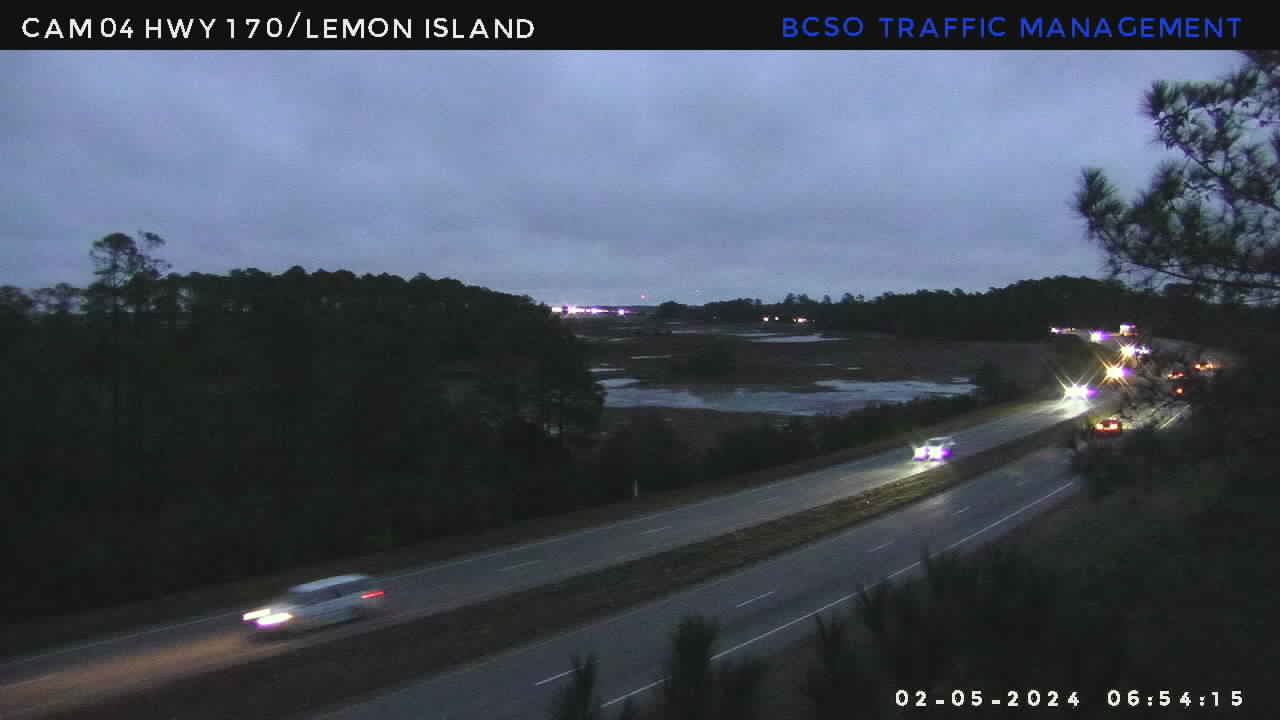 CAM04 HWY 170/LEMON ISLAND
BCSO TRAFFIC MANAGEMENT
02-05-2024 06:54:15